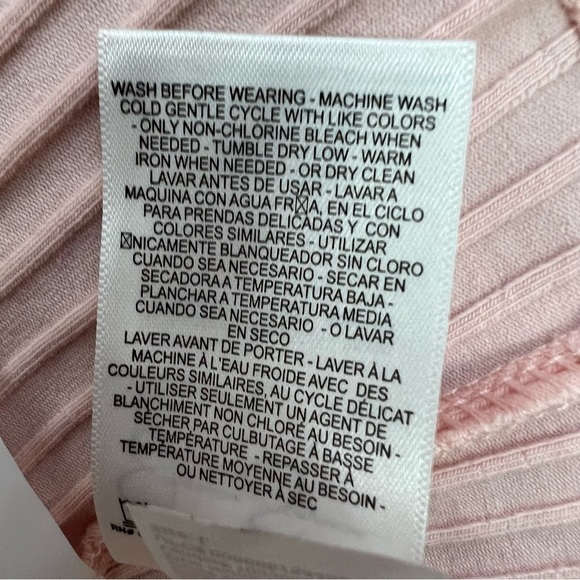 WASH BEFORE WEARING - MACHINE WASH
COLD GENTLE CYCLE WITH LIKE COLORS
- ONLY NON-CHLORINE BLEACH WHEN
NEEDED - TUMBLE DRY LOW - WARM
IRON WHEN NEEDED - OR DRY CLEAN
LAVAR ANTES DE USAR - LAVAR A
MAQUINA CON AGUA FR☒A, EN EL CICLO
PARA PRENDAS DELICADAS Y CON
COLORES SIMILARES - UTILIZAR
☒NICAMENTE BLANQUEADOR SIN CLORO
CUANDO SEA NECESARIO - SECAR EN
SECADORA A TEMPERATURA BAJA -
PLANCHAR A TEMPERATURA MEDIA
CUANDO SEA NECESARIO - O LAVAR
EN SECO
LAVER AVANT DE PORTER - LAVER À LA
MACHINE À L'EAU FROIDE AVEC DES
COULEURS SIMILAIRES, AU CYCLE DÉLICAT
- UTILISER SEULEMENT UN AGENT DE
BLANCHIMENT NON CHLORÉ AU BESOIN -
SÉCHER PAR CULBUTAGE À BASSE
TEMPÉRATURE - REPASSER À
TEMPÉRATURE MOYENNE AU BESOIN -
OU NETTOYER À SEC
RN#